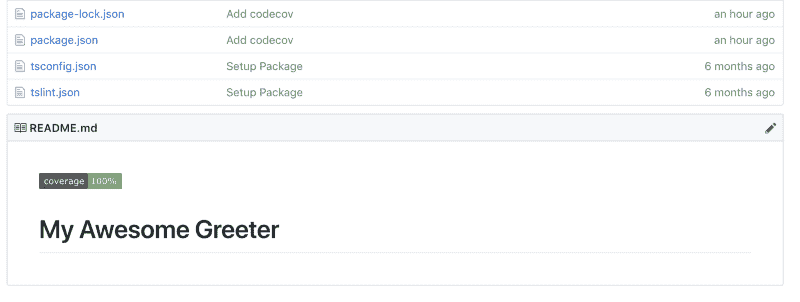 package-lock.json Add codecov an hour ago
package.json Add codecov an hour ago
tsconfig.json Setup Package 6 months ago
tslint.json Setup Package 6 months ago
README.md
coverage 100%
My Awesome Greeter